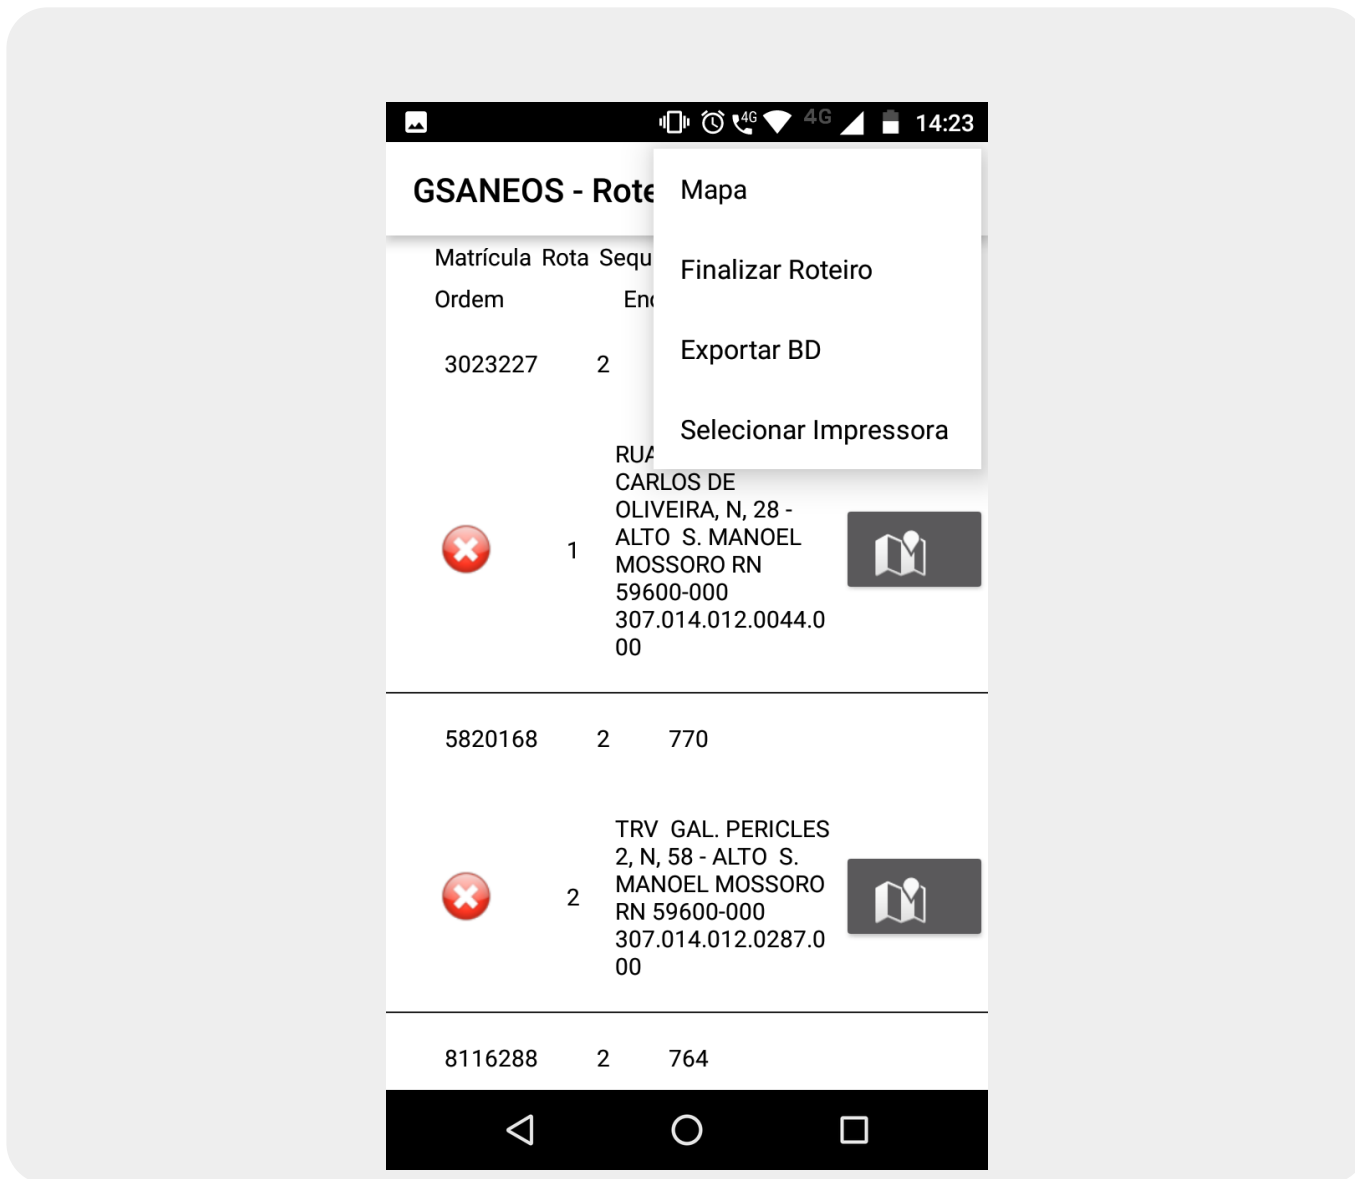 4G 4G 14:23
GSANEOS - Rote
Mapa
Finalizar Roteiro
Exportar BD
Selecionar Impressora
Matrícula Rota Sequ
Ordem
3023227 2
CARLOS DE
OLIVEIRA, N, 28 -
ALTO  S. MANOEL
MOSSORO RN
59600-000
307.014.012.0044.0
00
1
5820168 2 770
TRV  GAL. PERICLES
2, N, 58 - ALTO  S.
MANOEL MOSSORO
RN 59600-000
307.014.012.0287.0
00
2
8116288 2 764